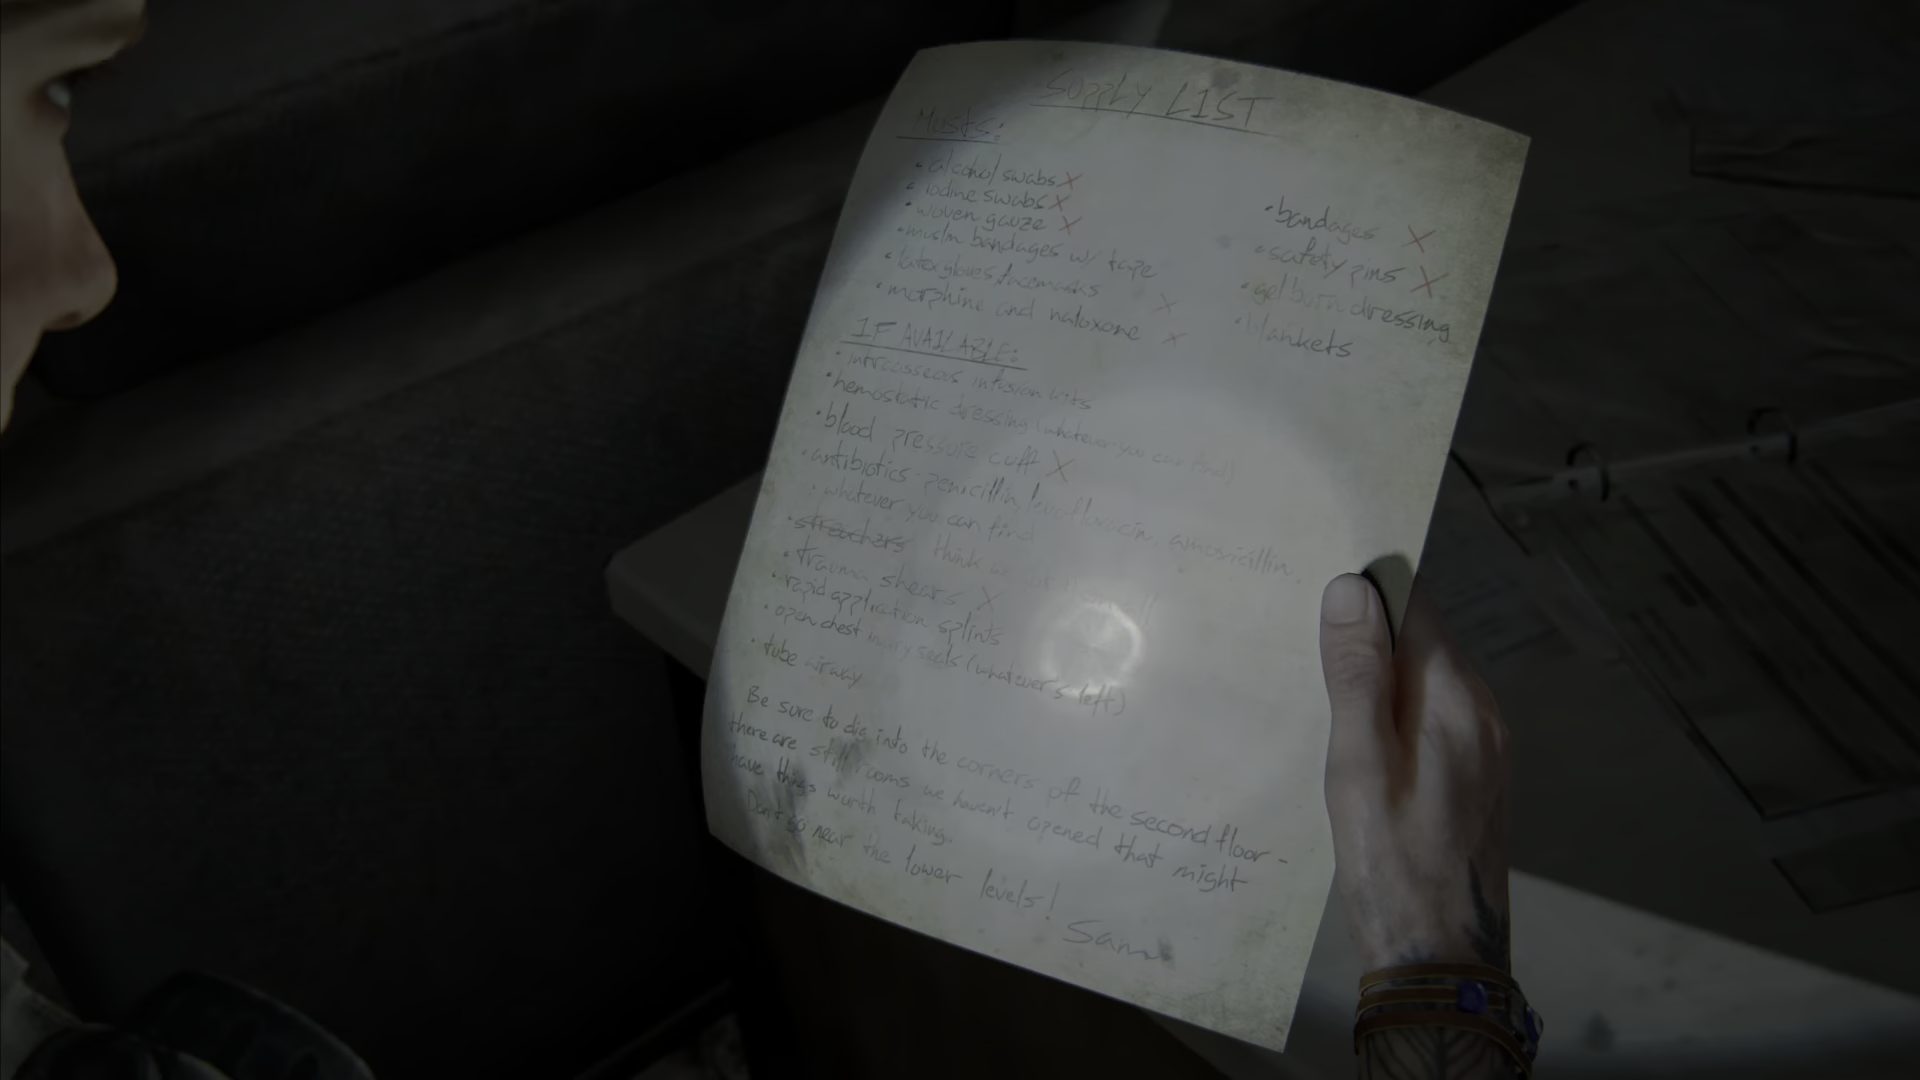 SUPPLY LIST
Musts:
• alcohol swabs X
• iodine swabs X
• woven gauze X
• muslin bandages w/ tape
• latex gloves/facemasks X
• morphine and naloxone X
• bandages X
• safety pins X
• gel burn dressing
• blankets
IF AVAILABLE:
• intraosseous infusion kits
• hemostatic dressing (whatever you can find)
• blood pressure cuff X
• antibiotics - penicillin, levofloxacin, amoxicillin,
whatever you can find
• streachers think
• trauma shears X
• rapid application splints
• open chest injury seals (whatever's left)
• tube airway
Be sure to dig into the corners of the second floor -
there are still rooms we haven't opened that might
have things worth taking.
Don't go near the lower levels!
Sam